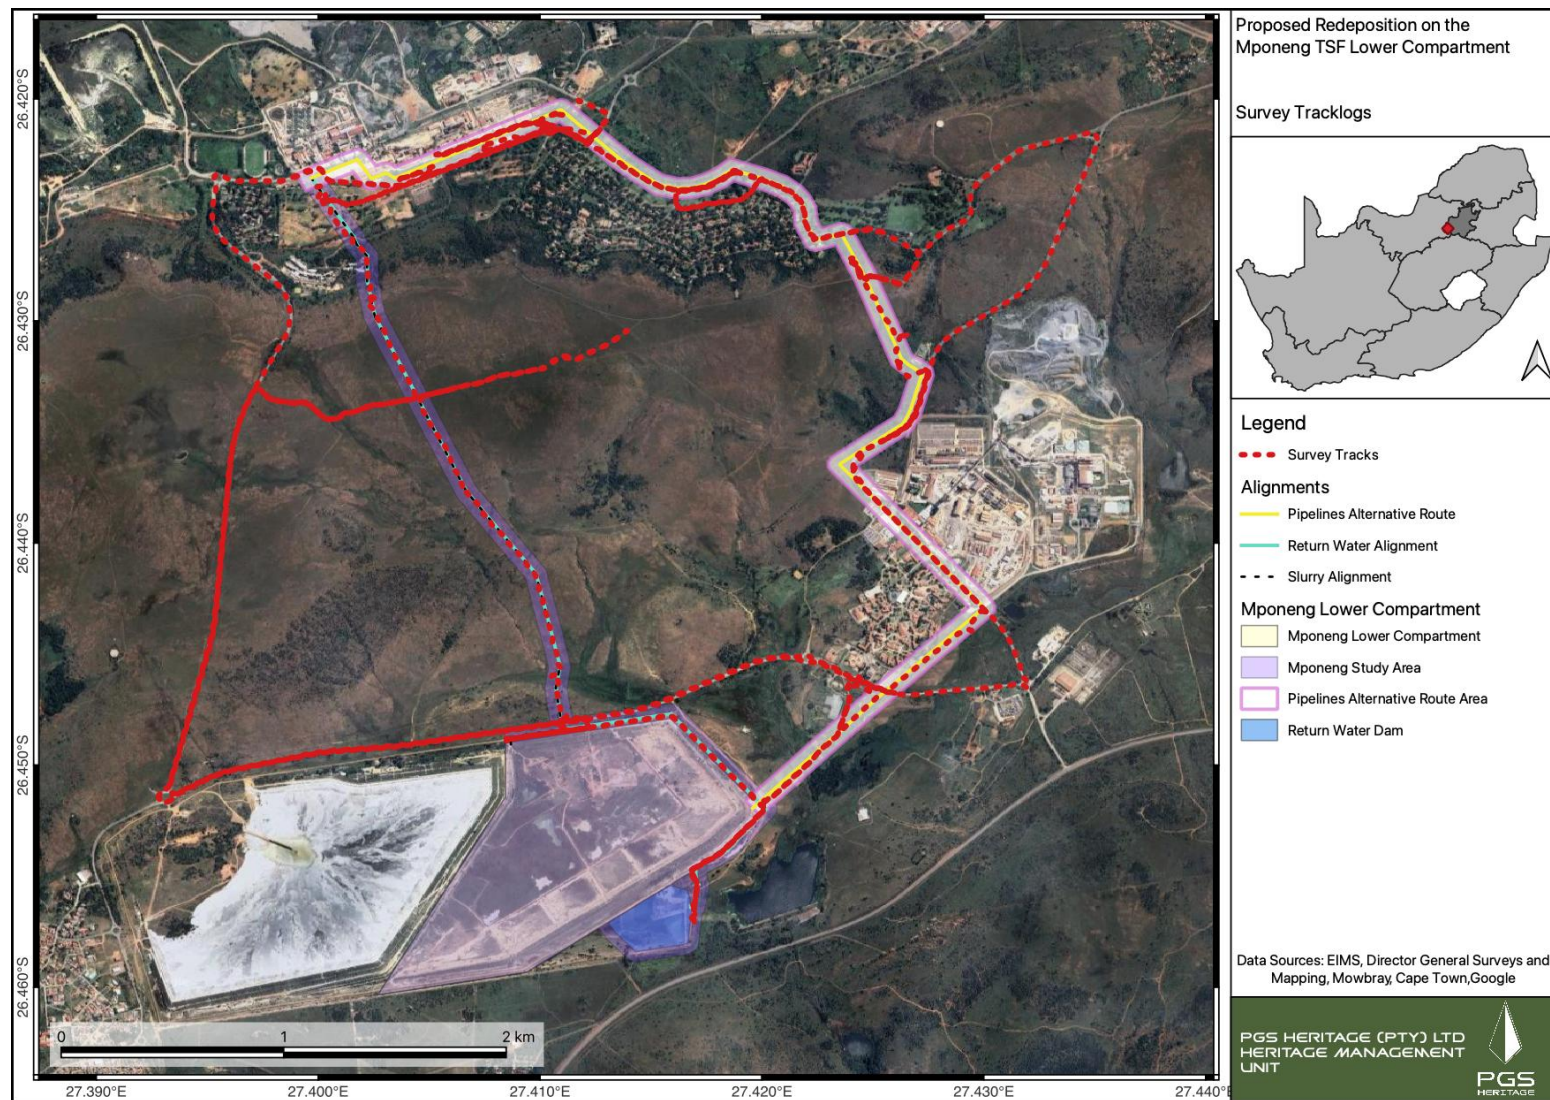 Proposed Redeposition on the
Mponeng TSF Lower Compartment
Survey Tracklogs
26.420°S
26.430°S
26.440°S
26.450°S
26.460°S
0 1 2 km
27.390°E 27.400°E 27.410°E 27.420°E 27.430°E 27.440°E
Legend
Survey Tracks
Alignments
Pipelines Alternative Route
Return Water Alignment
Slurry Alignment
Mponeng Lower Compartment
Mponeng Lower Compartment
Mponeng Study Area
Pipelines Alternative Route Area
Return Water Dam
Data Sources: EIMS, Director General Surveys and
Mapping, Mowbray, Cape Town,Google
PGS HERITAGE (PTY) LTD
HERITAGE MANAGEMENT
UNIT
PGS
HERITAGE